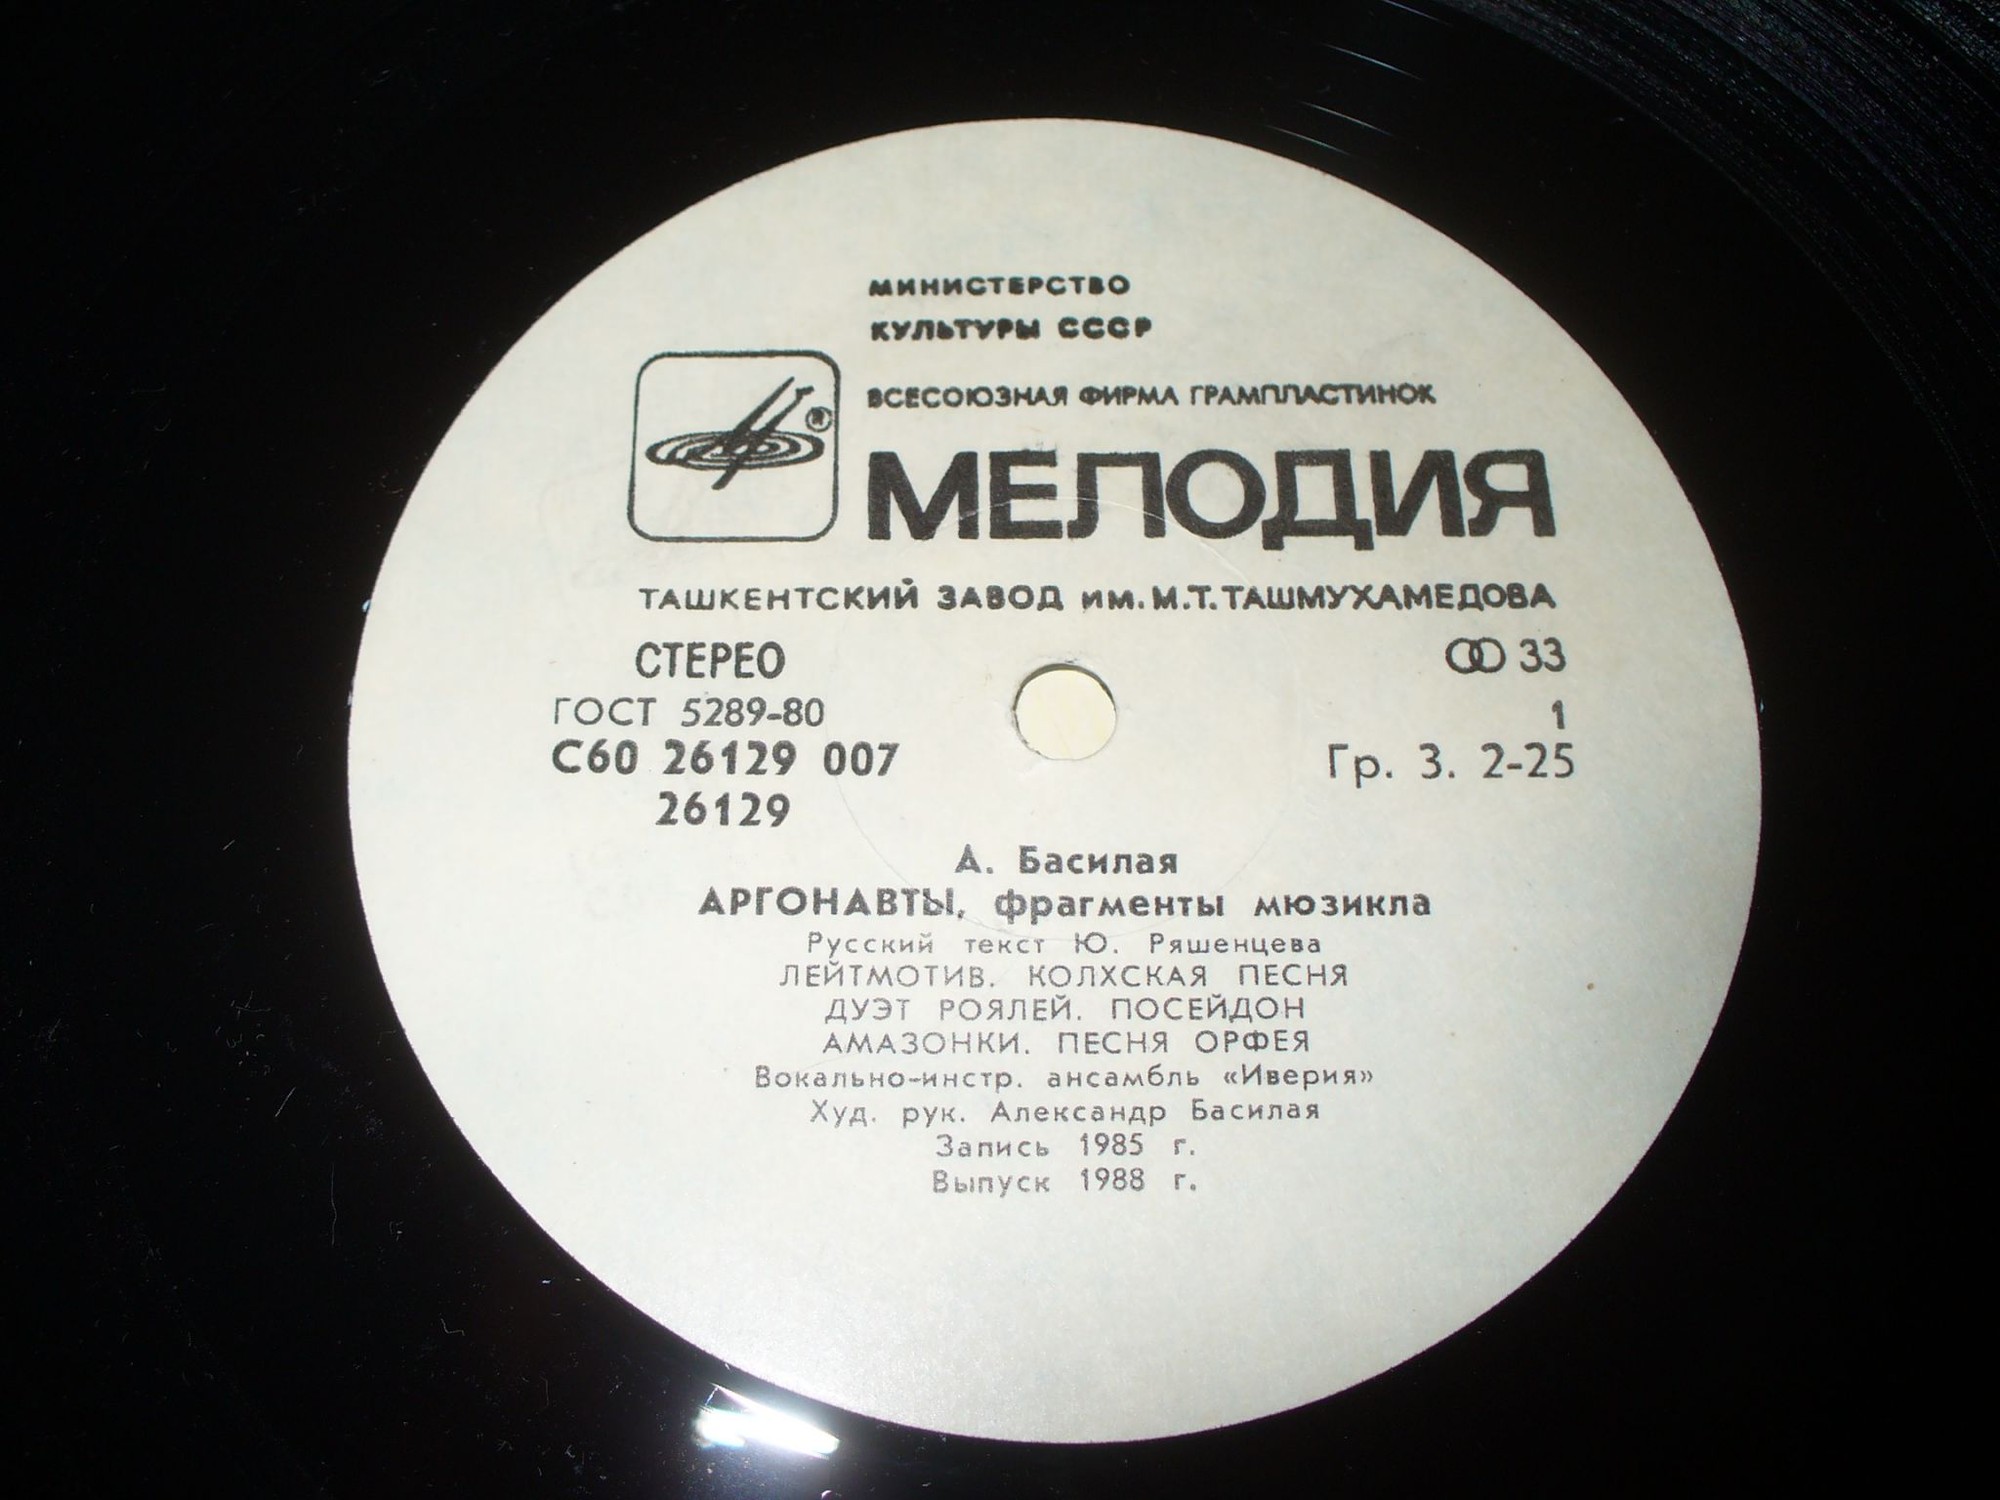 МИНИСТЕРСТВО
КУЛЬТУРЫ СССР
ВСЕСОЮЗНАЯ ФИРМА ГРАМПЛАСТИНОК
®
МЕЛОДИЯ
ТАШКЕНТСКИЙ ЗАВОД им. М.Т. ТАШМУХАМЕДОВА
СТЕРЕО 33
ГОСТ 5289-80 1
С60 26129 007 Гр. 3. 2-25
26129
А. Басилая
АРГОНАВТЫ, фрагменты мюзикла
Русский текст Ю. Ряшенцева
ЛЕЙТМОТИВ. КОЛХСКАЯ ПЕСНЯ
ДУЭТ РОЯЛЕЙ. ПОСЕЙДОН
АМАЗОНКИ. ПЕСНЯ ОРФЕЯ
Вокально-инстр. ансамбль «Иверия»
Худ. рук. Александр Басилая
Запись 1985 г.
Выпуск 1988 г.